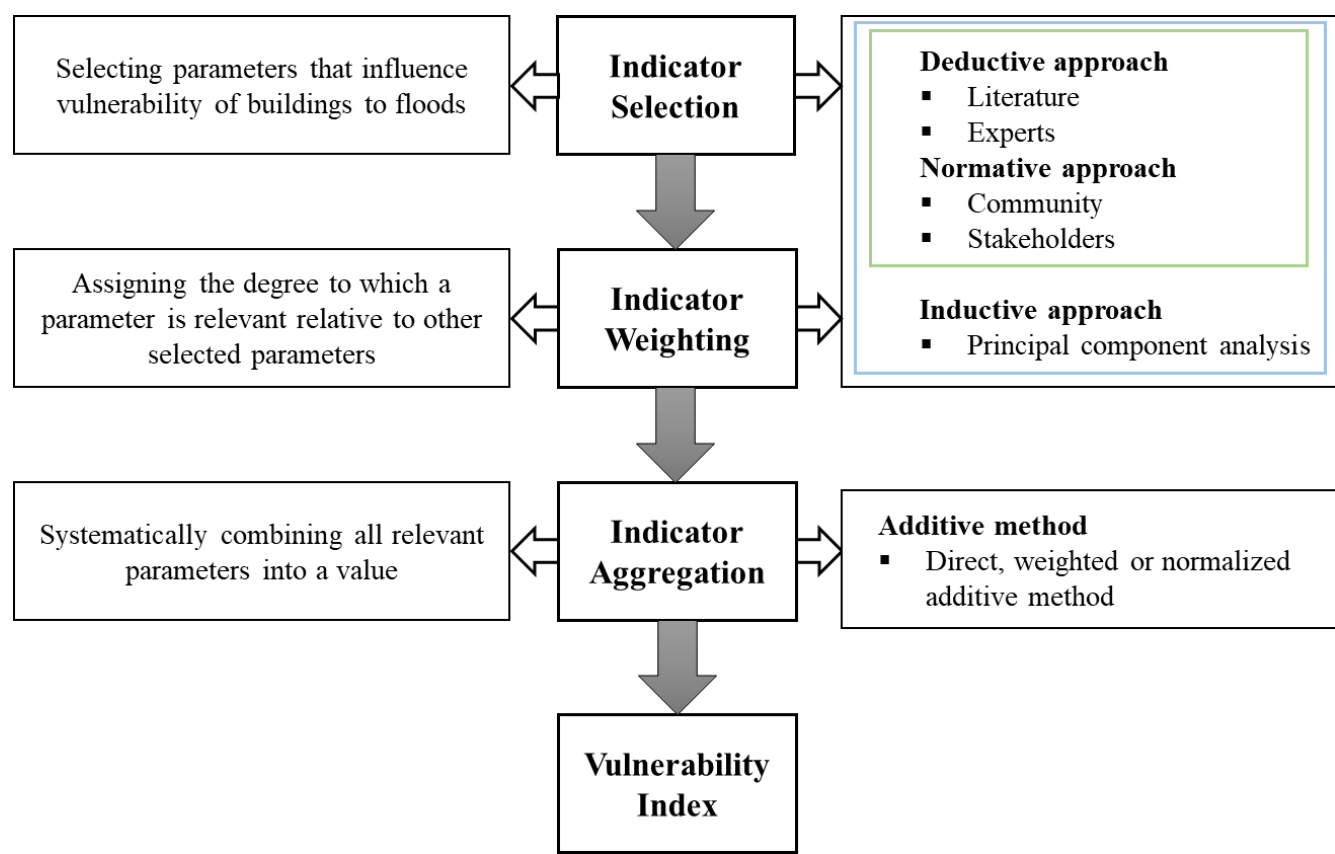 Selecting parameters that influence
vulnerability of buildings to floods
Indicator
Selection
Deductive approach
▪ Literature
▪ Experts
Normative approach
▪ Community
▪ Stakeholders
Assigning the degree to which a
parameter is relevant relative to other
selected parameters
Indicator
Weighting
Inductive approach
▪ Principal component analysis
Systematically combining all relevant
parameters into a value
Indicator
Aggregation
Additive method
▪ Direct, weighted or normalized
additive method
Vulnerability
Index